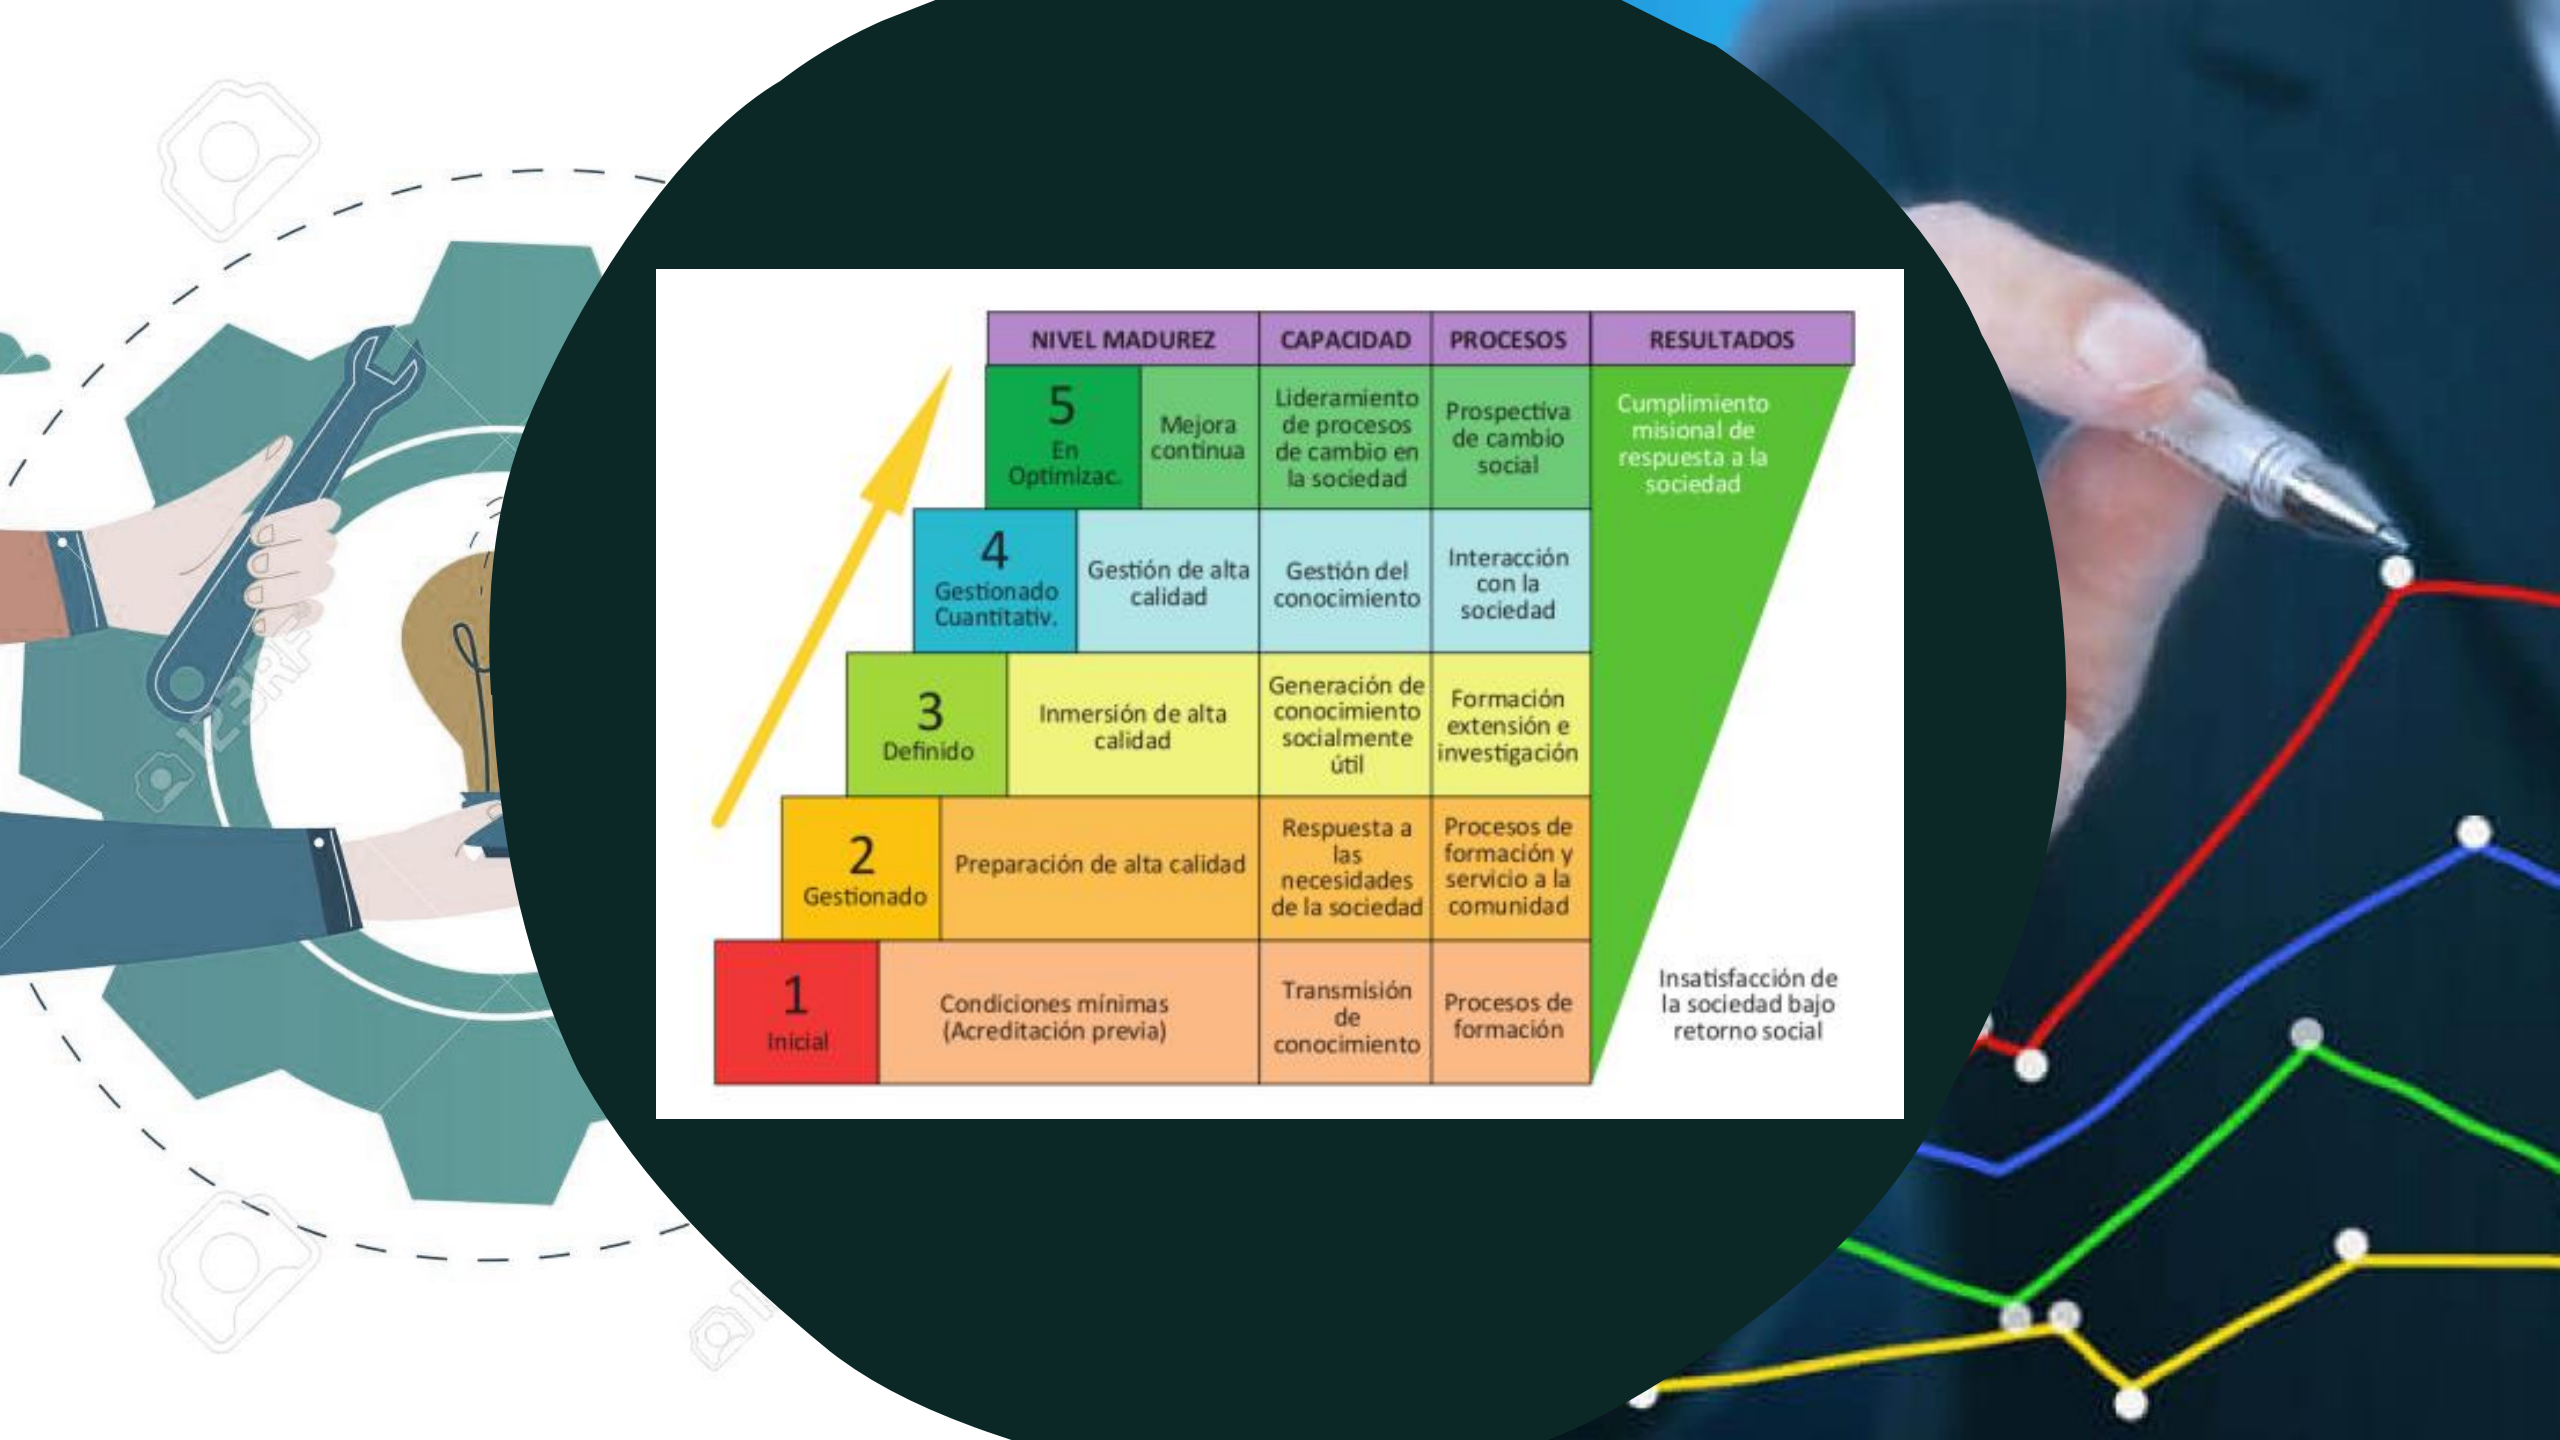 NIVEL MADUREZ CAPACIDAD PROCESOS RESULTADOS
5
En
Optimizac.
Mejora
continua
Lideramiento
de procesos
de cambio en
la sociedad
Prospectiva
de cambio
social
Cumplimiento
misional de
respuesta a la
sociedad
4
Gestionado
Cuantitativ.
Gestión de alta
calidad
Gestión del
conocimiento
Interacción
con la
sociedad
3
Definido
Inmersión de alta
calidad
Generación de
conocimiento
socialmente
útil
Formación
extensión e
investigación
2
Gestionado
Preparación de alta calidad
Respuesta a
las
necesidades
de la sociedad
Procesos de
formación y
servicio a la
comunidad
1
Inicial
Condiciones mínimas
(Acreditación previa)
Transmisión
de
conocimiento
Procesos de
formación
Insatisfacción de
la sociedad bajo
retorno social
123RF